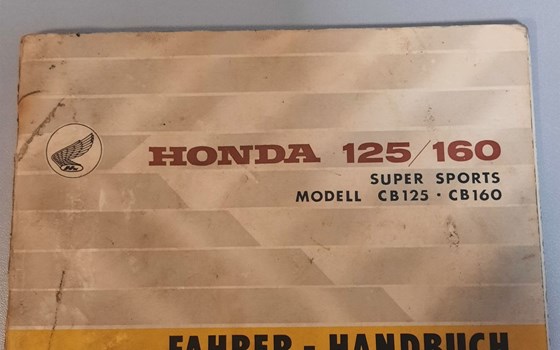 HONDA 125/160
SUPER SPORTS
MODELL CB125 · CB160
FAHRER - HANDBUCH